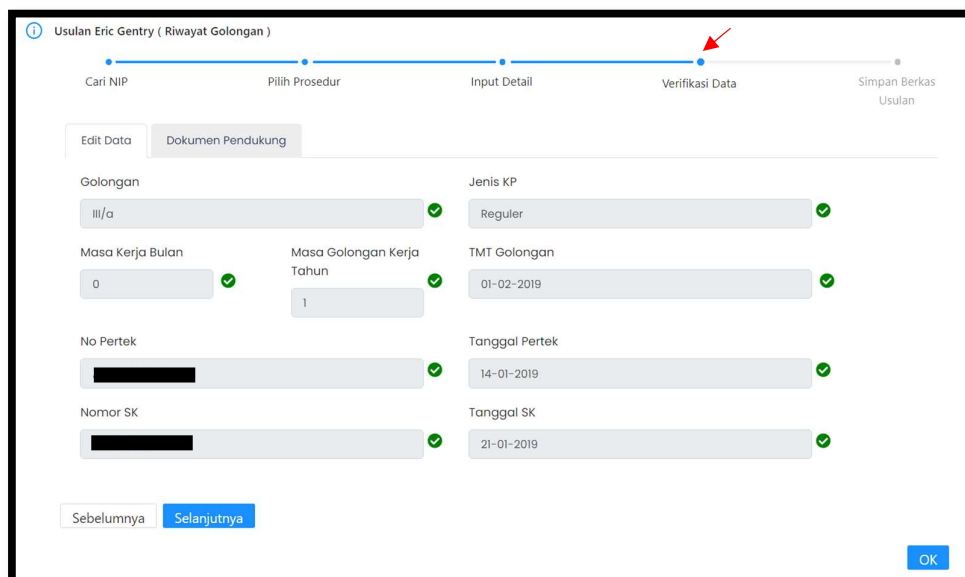 Usulan Eric Gentry ( Riwayat Golongan )
Cari NIP
Pilih Prosedur
Input Detail
Verifikasi Data
Simpan Berkas
Usulan
Edit Data
Dokumen Pendukung
Golongan
Jenis KP
III/a
Reguler
Masa Kerja Bulan
Masa Golongan Kerja
Tahun
TMT Golongan
0
1
01-02-2019
No Pertek
Tanggal Pertek
14-01-2019
Nomor SK
Tanggal SK
21-01-2019
Sebelumnya
Selanjutnya
OK